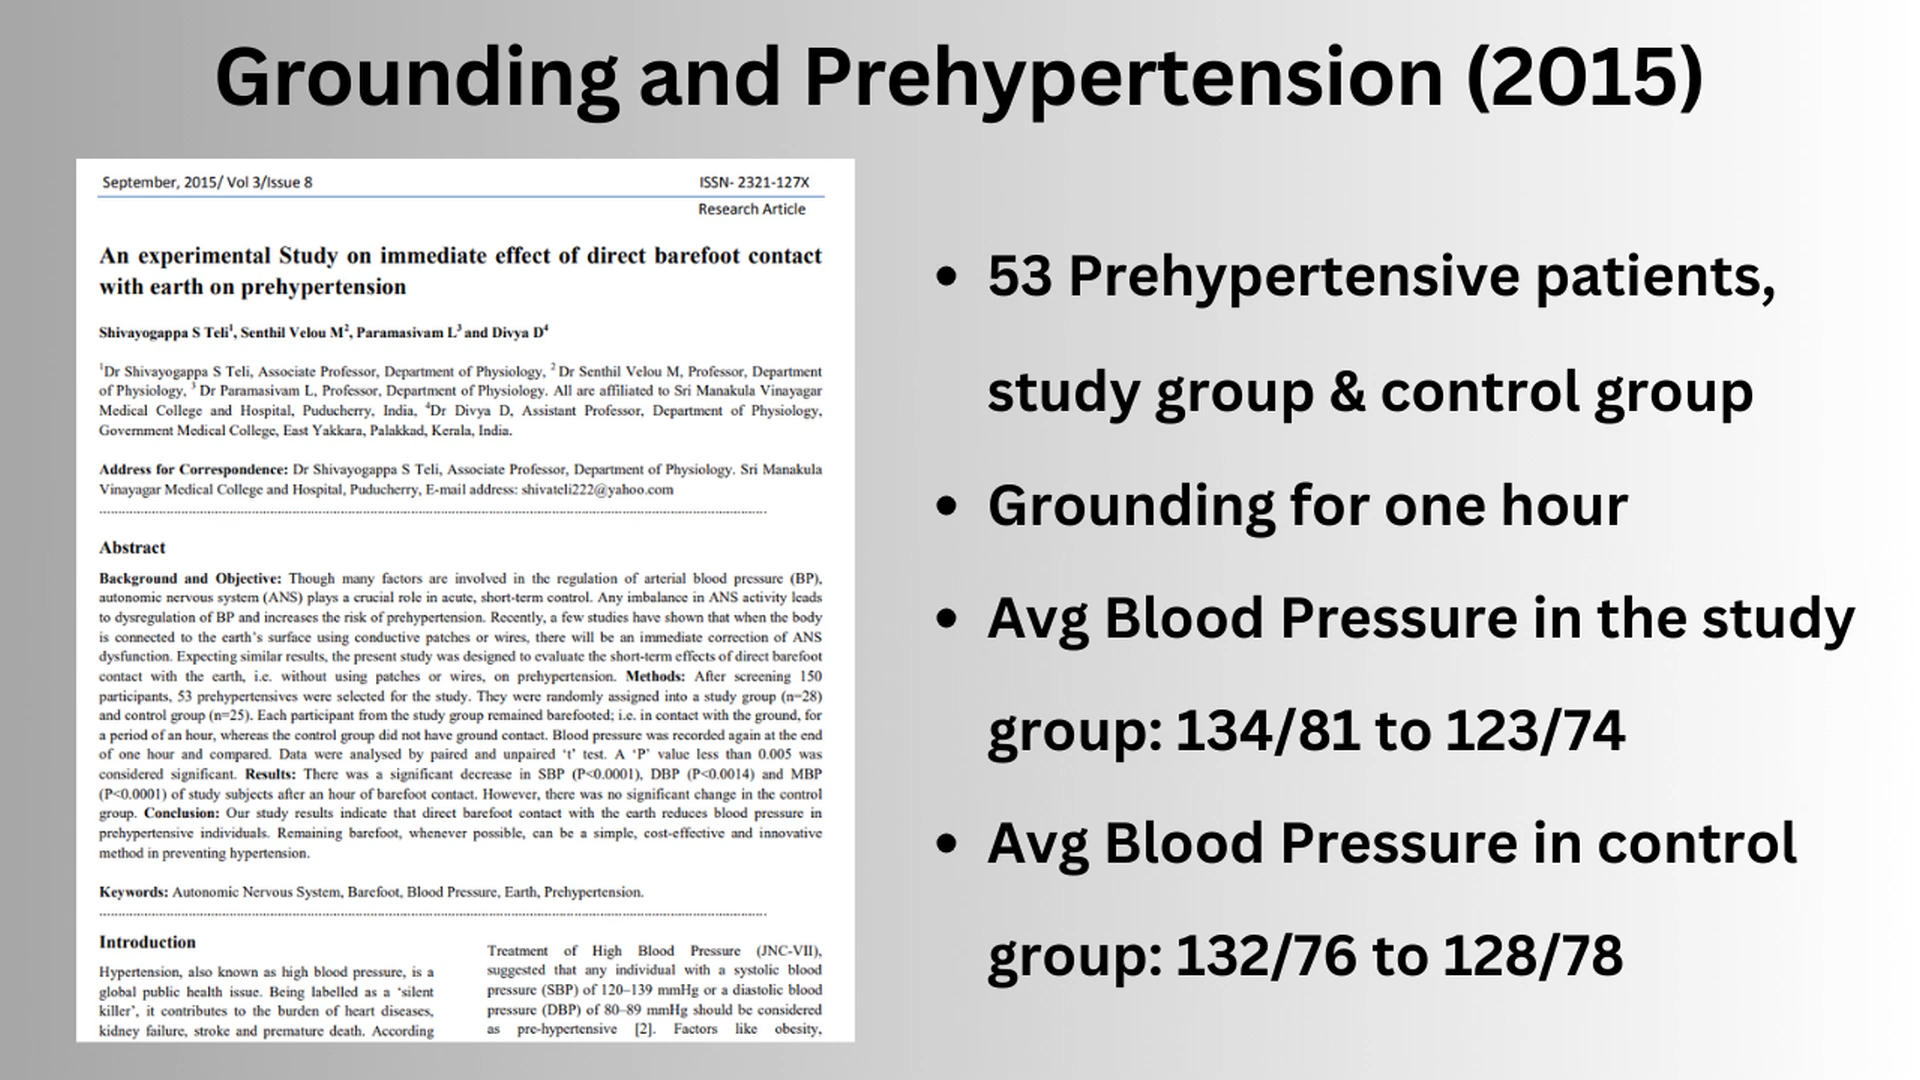 Grounding and Prehypertension (2015)
September, 2015/ Vol 3/Issue 8
ISSN- 2321-127X
Research Article
An experimental Study on immediate effect of direct barefoot contact
with earth on prehypertension
Shivayogappa S Teli1, Senthil Velou M2, Paramasivam L3 and Divya D4
1Dr Shivayogappa S Teli, Associate Professor, Department of Physiology, 2 Dr Senthil Velou M, Professor, Department
of Physiology, 3 Dr Paramasivam L, Professor, Department of Physiology. All are affiliated to Sri Manakula Vinayagar
Medical College and Hospital, Puducherry, India, 4Dr Divya D, Assistant Professor, Department of Physiology,
Government Medical College, East Yakkara, Palakkad, Kerala, India.
Address for Correspondence: Dr Shivayogappa S Teli, Associate Professor, Department of Physiology. Sri Manakula
Vinayagar Medical College and Hospital, Puducherry, E-mail address: shivateli222@yahoo.com
Abstract
Background and Objective: Though many factors are involved in the regulation of arterial blood pressure (BP),
autonomic nervous system (ANS) plays a crucial role in acute, short-term control. Any imbalance in ANS activity leads
to dysregulation of BP and increases the risk of prehypertension. Recently, a few studies have shown that when the body
is connected to the earth's surface using conductive patches or wires, there will be an immediate correction of ANS
dysfunction. Expecting similar results, the present study was designed to evaluate the short-term effects of direct barefoot
contact with the earth, i.e. without using patches or wires, on prehypertension. Methods: After screening 150
participants, 53 prehypertensives were selected for the study. They were randomly assigned into a study group (n=28)
and control group (n=25). Each participant from the study group remained barefooted; i.e. in contact with the ground, for
a period of an hour, whereas the control group did not have ground contact. Blood pressure was recorded again at the end
of one hour and compared. Data were analysed by paired and unpaired ‘t’ test. A ‘P’ value less than 0.005 was
considered significant. Results: There was a significant decrease in SBP (P<0.0001), DBP (P<0.0014) and MBP
(P<0.0001) of study subjects after an hour of barefoot contact. However, there was no significant change in the control
group. Conclusion: Our study results indicate that direct barefoot contact with the earth reduces blood pressure in
prehypertensive individuals. Remaining barefoot, whenever possible, can be a simple, cost-effective and innovative
method in preventing hypertension.
Keywords: Autonomic Nervous System, Barefoot, Blood Pressure, Earth, Prehypertension.
Introduction
Hypertension, also known as high blood pressure, is a
global public health issue. Being labelled as a ‘silent
killer’, it contributes to the burden of heart diseases,
kidney failure, stroke and premature death. According
Treatment of High Blood Pressure (JNC-VII),
suggested that any individual with a systolic blood
pressure (SBP) of 120–139 mmHg or a diastolic blood
pressure (DBP) of 80–89 mmHg should be considered
as pre-hypertensive [2]. Factors like obesity,
• 53 Prehypertensive patients,
study group & control group
• Grounding for one hour
• Avg Blood Pressure in the study
group: 134/81 to 123/74
• Avg Blood Pressure in control
group: 132/76 to 128/78